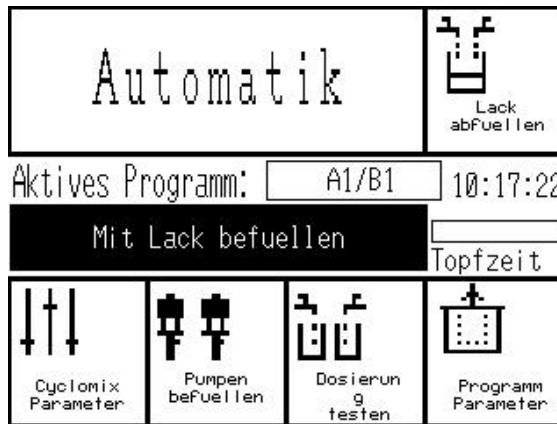 Automatik
Lack
abfuellen
Aktives Programm:
A1/B1
10:17:22
Mit Lack befuellen
Topfzeit
Cyclomix
Parameter
Pumpen
befuellen
Dosierun
g
testen
Programm
Parameter